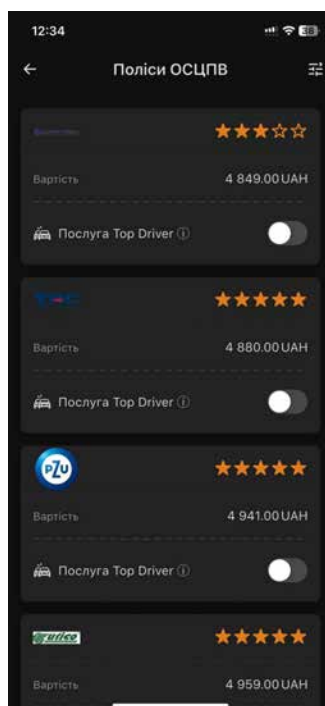 12:34
38
Поліси ОСЦПВ
Вартість 4 849.00 UAH
Послуга Top Driver
Вартість 4 880.00 UAH
Послуга Top Driver
PZU
Вартість 4 941.00 UAH
Послуга Top Driver
Вартість 4 959.00 UAH